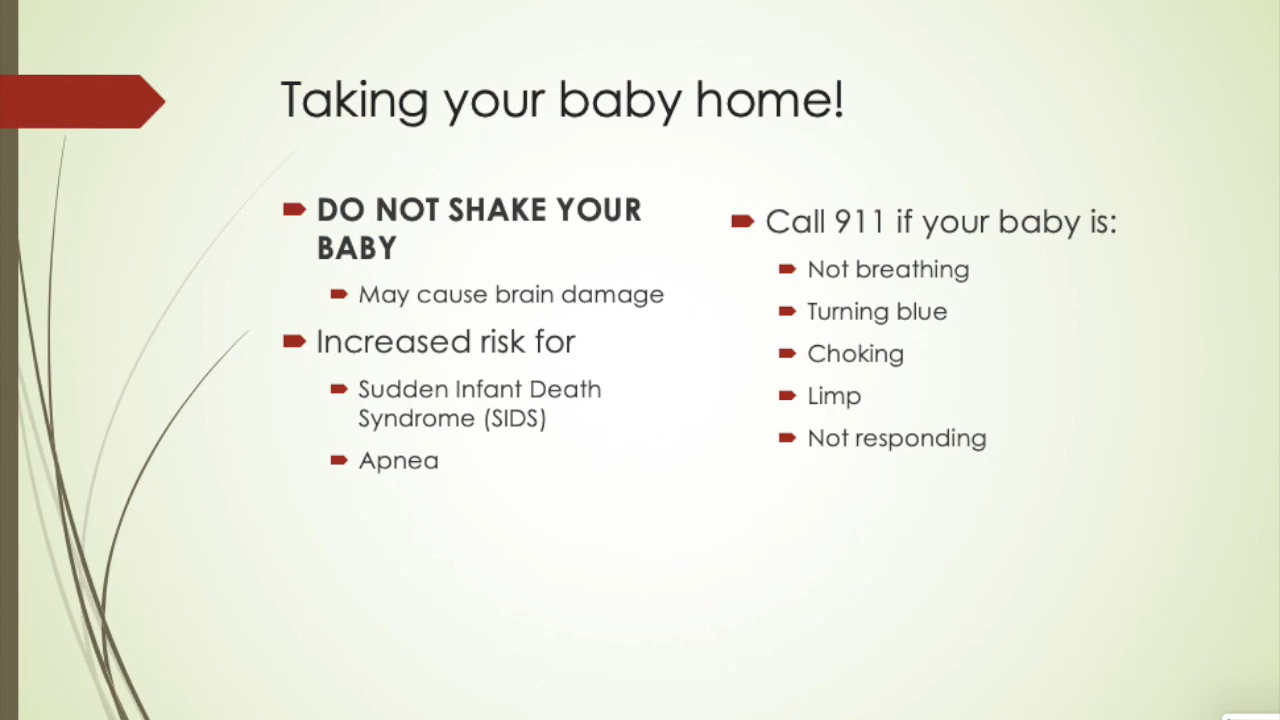 Taking your baby home!
DO NOT SHAKE YOUR
BABY
May cause brain damage
Increased risk for
Sudden Infant Death
Syndrome (SIDS)
Apnea
Call 911 if your baby is:
Not breathing
Turning blue
Choking
Limp
Not responding